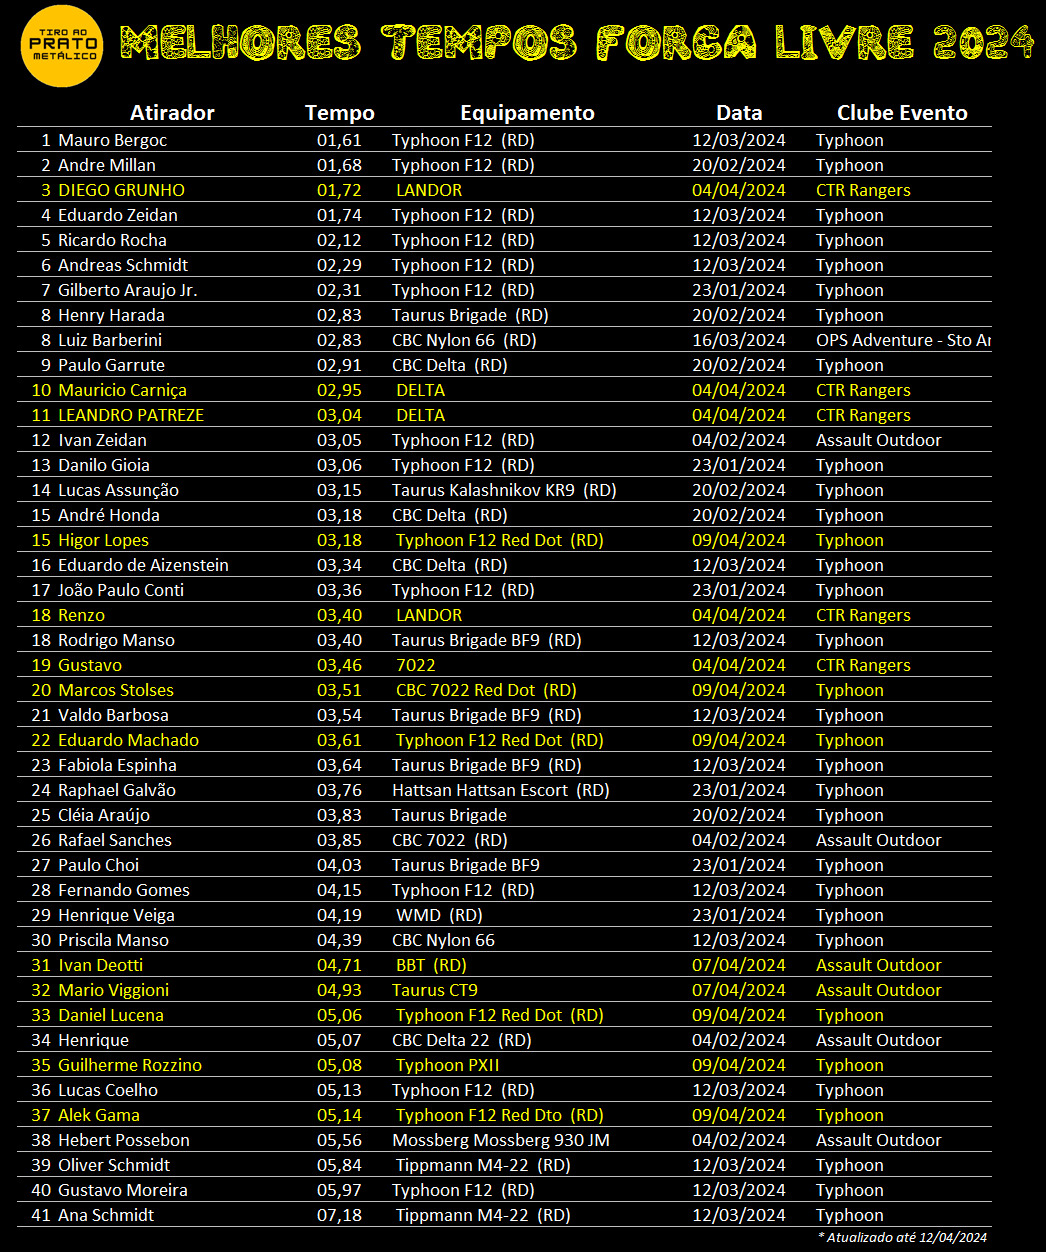 TIRO AO
PRATO
METÁLICO
MELHORES TEMPOS FORÇA LIVRE 2024
Atirador Tempo Equipamento Data Clube Evento
1 Mauro Bergoc 01,61 Typhoon F12 (RD) 12/03/2024 Typhoon
2 Andre Millan 01,68 Typhoon F12 (RD) 20/02/2024 Typhoon
3 DIEGO GRUNHO 01,72 LANDOR 04/04/2024 CTR Rangers
4 Eduardo Zeidan 01,74 Typhoon F12 (RD) 12/03/2024 Typhoon
5 Ricardo Rocha 02,12 Typhoon F12 (RD) 12/03/2024 Typhoon
6 Andreas Schmidt 02,29 Typhoon F12 (RD) 12/03/2024 Typhoon
7 Gilberto Araujo Jr. 02,31 Typhoon F12 (RD) 23/01/2024 Typhoon
8 Henry Harada 02,83 Taurus Brigade (RD) 20/02/2024 Typhoon
8 Luiz Barberini 02,83 CBC Nylon 66 (RD) 16/03/2024 OPS Adventure - Sto Ar
9 Paulo Garrute 02,91 CBC Delta (RD) 20/02/2024 Typhoon
10 Mauricio Carniça 02,95 DELTA 04/04/2024 CTR Rangers
11 LEANDRO PATREZE 03,04 DELTA 04/04/2024 CTR Rangers
12 Ivan Zeidan 03,05 Typhoon F12 (RD) 04/02/2024 Assault Outdoor
13 Danilo Gioia 03,06 Typhoon F12 (RD) 23/01/2024 Typhoon
14 Lucas Assunção 03,15 Taurus Kalashnikov KR9 (RD) 20/02/2024 Typhoon
15 André Honda 03,18 CBC Delta (RD) 20/02/2024 Typhoon
15 Higor Lopes 03,18 Typhoon F12 Red Dot (RD) 09/04/2024 Typhoon
16 Eduardo de Aizenstein 03,34 CBC Delta (RD) 12/03/2024 Typhoon
17 João Paulo Conti 03,36 Typhoon F12 (RD) 23/01/2024 Typhoon
18 Renzo 03,40 LANDOR 04/04/2024 CTR Rangers
18 Rodrigo Manso 03,40 Taurus Brigade BF9 (RD) 12/03/2024 Typhoon
19 Gustavo 03,46 7022 04/04/2024 CTR Rangers
20 Marcos Stolses 03,51 CBC 7022 Red Dot (RD) 09/04/2024 Typhoon
21 Valdo Barbosa 03,54 Taurus Brigade BF9 (RD) 12/03/2024 Typhoon
22 Eduardo Machado 03,61 Typhoon F12 Red Dot (RD) 09/04/2024 Typhoon
23 Fabiola Espinha 03,64 Taurus Brigade BF9 (RD) 12/03/2024 Typhoon
24 Raphael Galvão 03,76 Hattsan Hattsan Escort (RD) 23/01/2024 Typhoon
25 Cléia Araújo 03,83 Taurus Brigade 20/02/2024 Typhoon
26 Rafael Sanches 03,85 CBC 7022 (RD) 04/02/2024 Assault Outdoor
27 Paulo Choi 04,03 Taurus Brigade BF9 23/01/2024 Typhoon
28 Fernando Gomes 04,15 Typhoon F12 (RD) 12/03/2024 Typhoon
29 Henrique Veiga 04,19 WMD (RD) 23/01/2024 Typhoon
30 Priscila Manso 04,39 CBC Nylon 66 12/03/2024 Typhoon
31 Ivan Deotti 04,71 BBT (RD) 07/04/2024 Assault Outdoor
32 Mario Viggioni 04,93 Taurus CT9 07/04/2024 Assault Outdoor
33 Daniel Lucena 05,06 Typhoon F12 Red Dot (RD) 09/04/2024 Typhoon
34 Henrique 05,07 CBC Delta 22 (RD) 04/02/2024 Assault Outdoor
35 Guilherme Rozzino 05,08 Typhoon PXII 09/04/2024 Typhoon
36 Lucas Coelho 05,13 Typhoon F12 (RD) 12/03/2024 Typhoon
37 Alek Gama 05,14 Typhoon F12 Red Dto (RD) 09/04/2024 Typhoon
38 Hebert Possebon 05,56 Mossberg Mossberg 930 JM 04/02/2024 Assault Outdoor
39 Oliver Schmidt 05,84 Tippmann M4-22 (RD) 12/03/2024 Typhoon
40 Gustavo Moreira 05,97 Typhoon F12 (RD) 12/03/2024 Typhoon
41 Ana Schmidt 07,18 Tippmann M4-22 (RD) 12/03/2024 Typhoon
* Atualizado até 12/04/2024